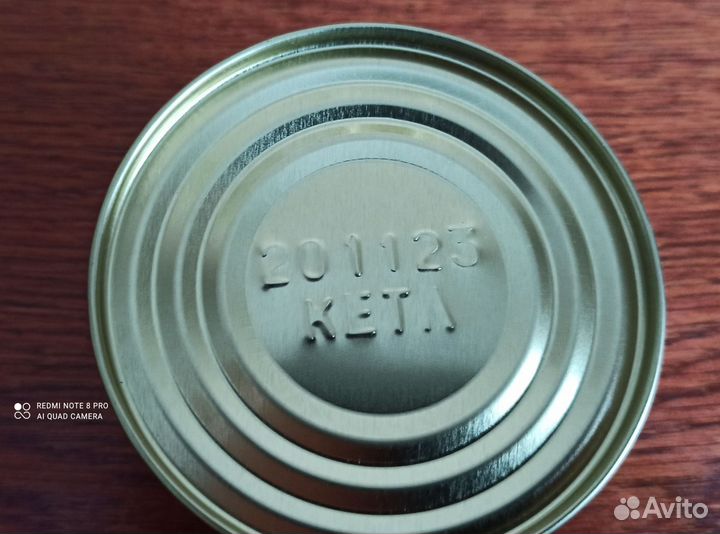 201123
КЕТА
REDMI NOTE 8 PRO
AI QUAD CAMERA
Avito